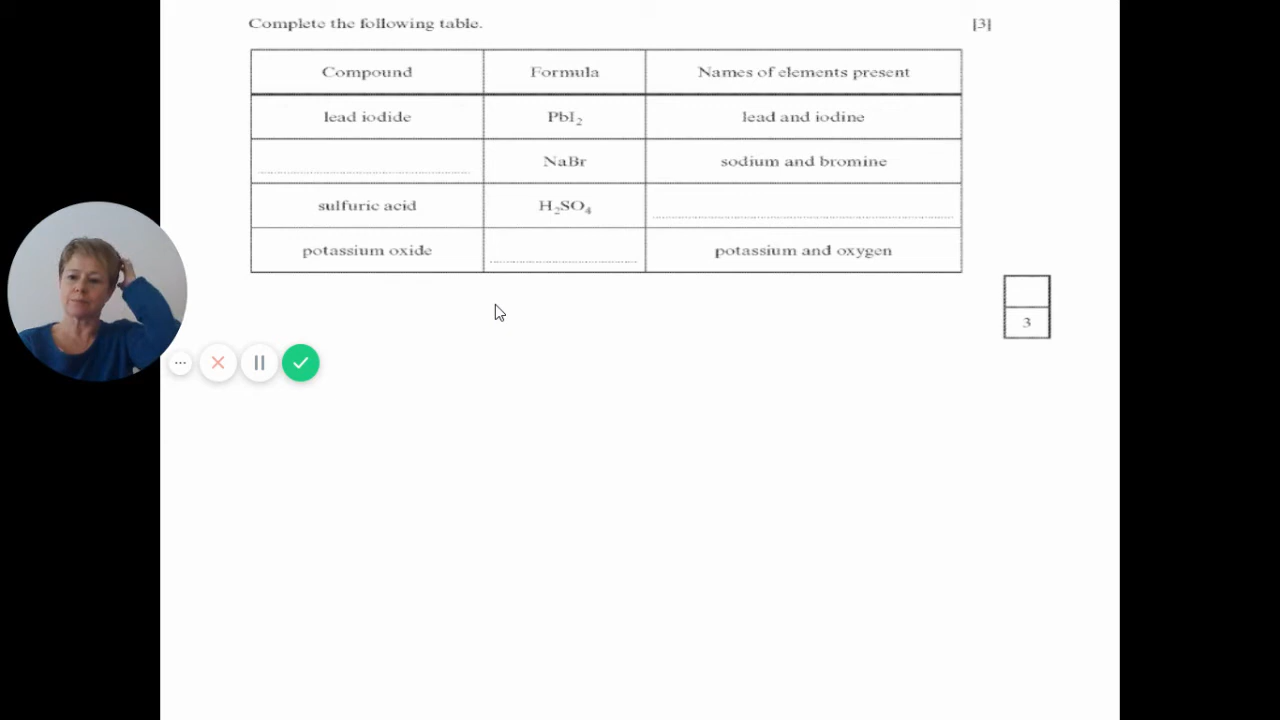 Complete the following table. [3]
Compound Formula Names of elements present
lead iodide PbI₂ lead and iodine
NaBr sodium and bromine
sulfuric acid H₂SO₄
potassium oxide potassium and oxygen
3